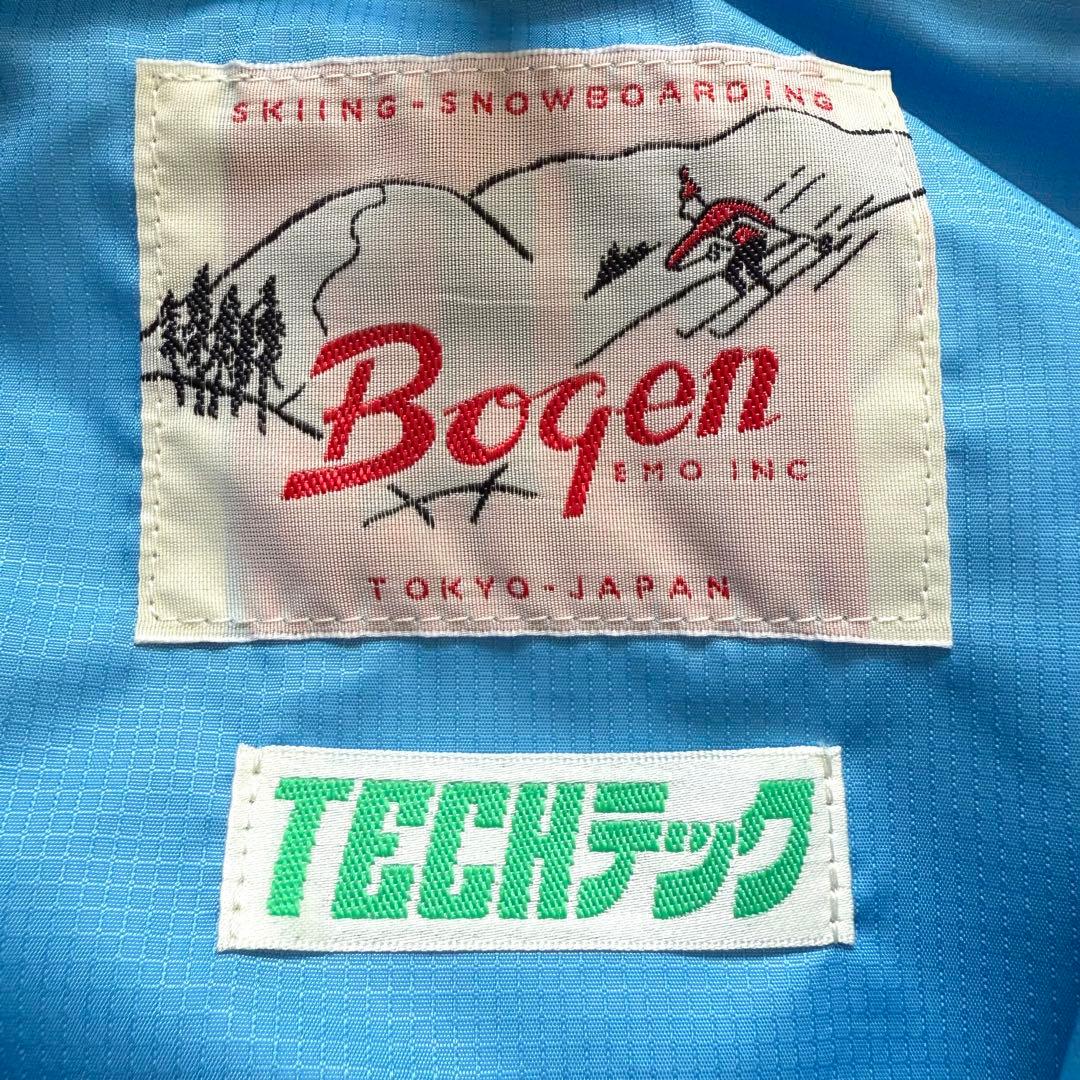 SKIING-SNOWBOARDING
Bogen
EMO INC
TOKYO-JAPAN
TECHテック